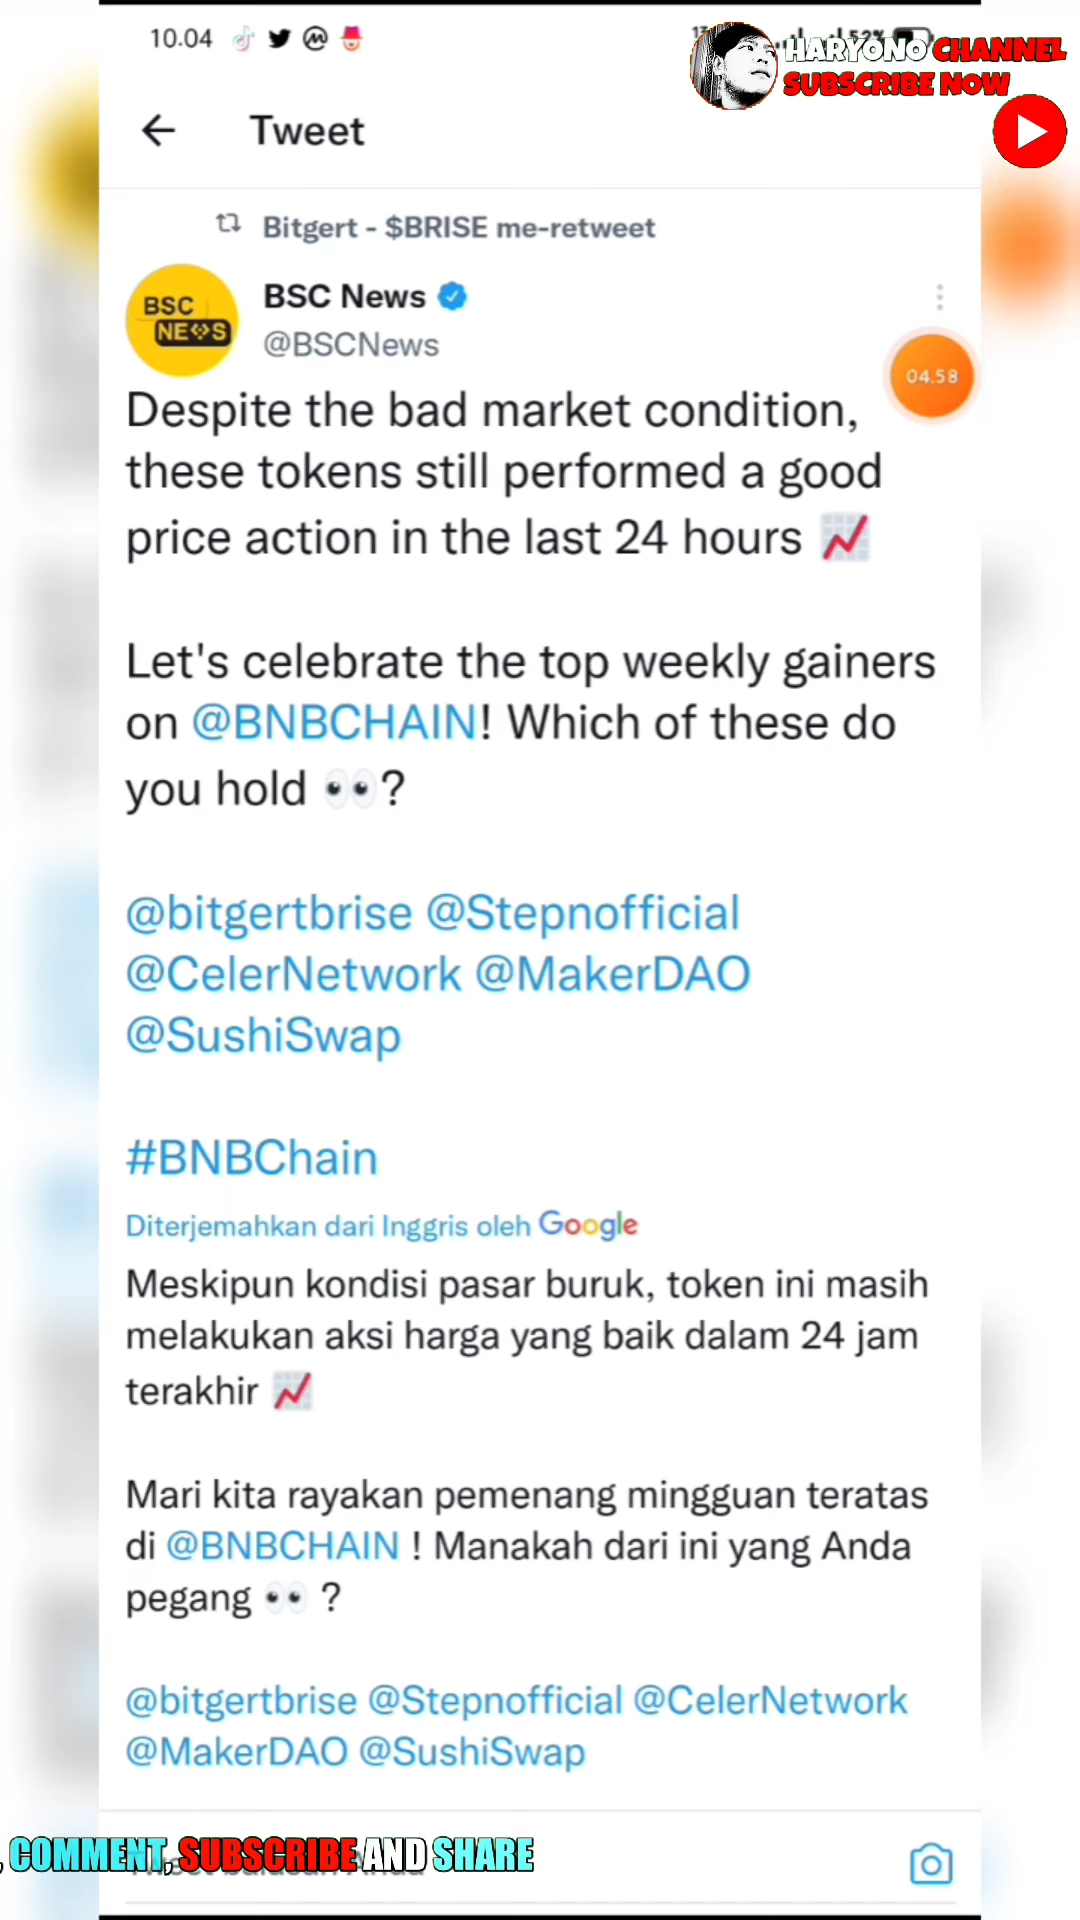 10.04
52%
HARYONO CHANNEL
SUBSCRIBE NOW
Tweet
Bitgert - $BRISE me-retweet
BSC
NEWS
BSC News
@BSCNews
04.58
Despite the bad market condition,
these tokens still performed a good
price action in the last 24 hours 📈
Let's celebrate the top weekly gainers
on @BNBCHAIN! Which of these do
you hold 👀?
@bitgertbrise @Stepnofficial
@CelerNetwork @MakerDAO
@SushiSwap
#BNBChain
Diterjemahkan dari Inggris oleh Google
Meskipun kondisi pasar buruk, token ini masih
melakukan aksi harga yang baik dalam 24 jam
terakhir 📈
Mari kita rayakan pemenang mingguan teratas
di @BNBCHAIN ! Manakah dari ini yang Anda
pegang 👀 ?
@bitgertbrise @Stepnofficial @CelerNetwork
@MakerDAO @SushiSwap
, COMMENT, SUBSCRIBE AND SHARE